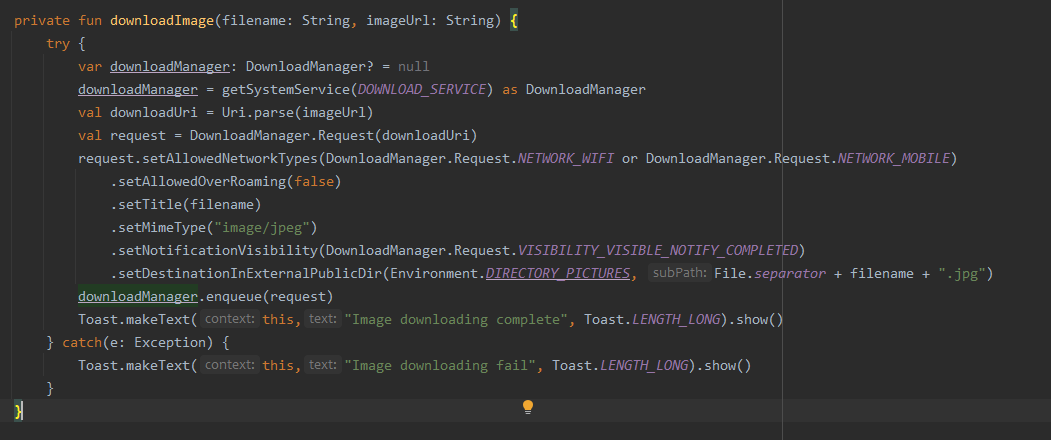 private fun downloadImage(filename: String, imageUrl: String) {
    try {
        var downloadManager: DownloadManager? = null
        downloadManager = getSystemService(DOWNLOAD_SERVICE) as DownloadManager
        val downloadUri = Uri.parse(imageUrl)
        val request = DownloadManager.Request(downloadUri)
        request.setAllowedNetworkTypes(DownloadManager.Request.NETWORK_WIFI or DownloadManager.Request.NETWORK_MOBILE)
            .setAllowedOverRoaming(false)
            .setTitle(filename)
            .setMimeType("image/jpeg")
            .setNotificationVisibility(DownloadManager.Request.VISIBILITY_VISIBLE_NOTIFY_COMPLETED)
            .setDestinationInExternalPublicDir(Environment.DIRECTORY_PICTURES, subPath: File.separator + filename + ".jpg")
        downloadManager.enqueue(request)
        Toast.makeText( context: this, text: "Image downloading complete", Toast.LENGTH_LONG).show()
    } catch(e: Exception) {
        Toast.makeText( context: this, text: "Image downloading fail", Toast.LENGTH_LONG).show()
    }
}